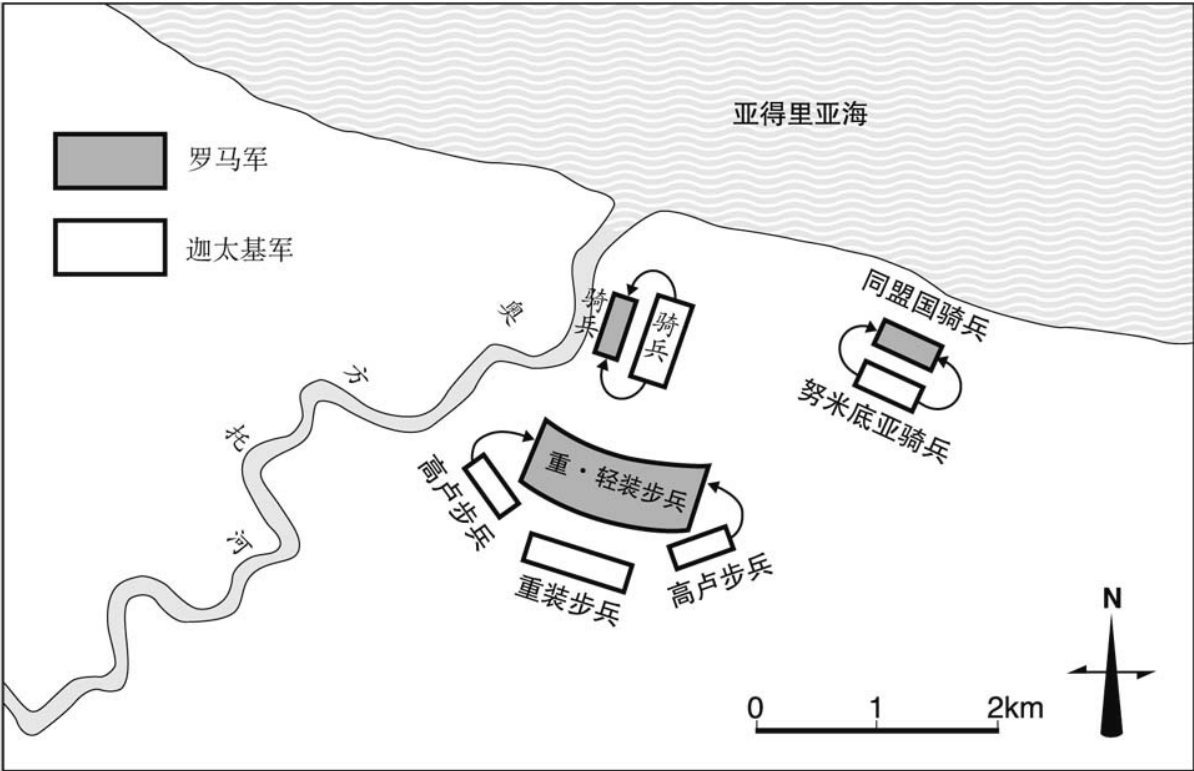 亚得里亚海
罗马军
迦太基军
奥方托河
骑兵
骑兵
同盟国骑兵
努米底亚骑兵
重·轻装步兵
高卢步兵
重装步兵
高卢步兵
N
0 1 2km